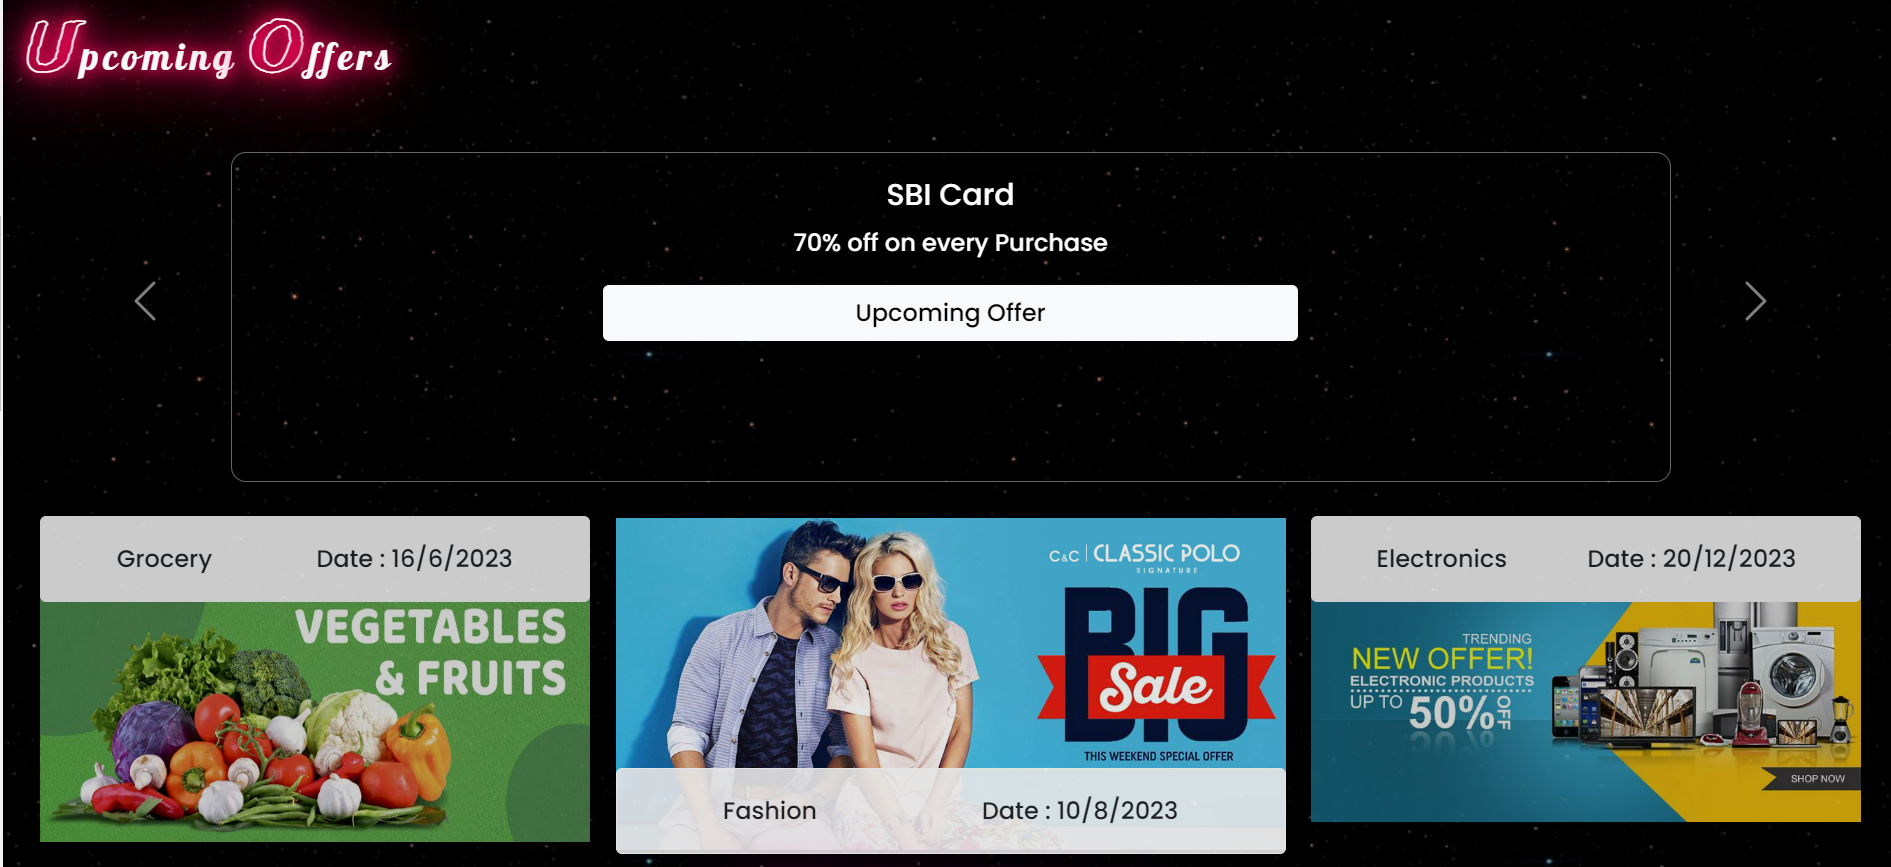 Upcoming Offers
SBI Card
70% off on every Purchase
Upcoming Offer
Grocery Date : 16/6/2023
VEGETABLES
& FRUITS
C&C | CLASSIC POLO
SIGNATURE
BIG
Sale
THIS WEEKEND SPECIAL OFFER
Fashion Date : 10/8/2023
Electronics Date : 20/12/2023
TRENDING
NEW OFFER!
ELECTRONIC PRODUCTS
UP TO 50% OFF
SHOP NOW